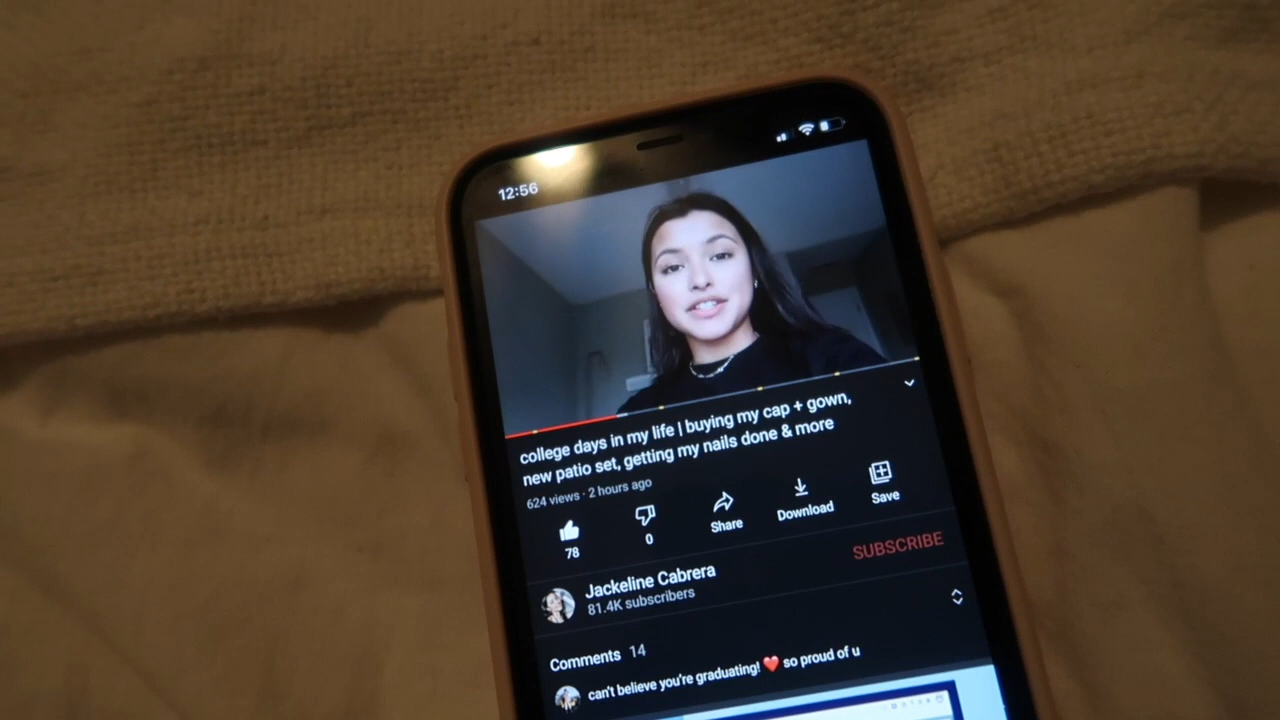 12:56
college days in my life | buying my cap + gown,
new patio set, getting my nails done & more
624 views · 2 hours ago
78
0
Share
Download
Save
Jackeline Cabrera
81.4K subscribers
SUBSCRIBE
Comments 14
can't believe you're graduating! ❤️ so proud of u